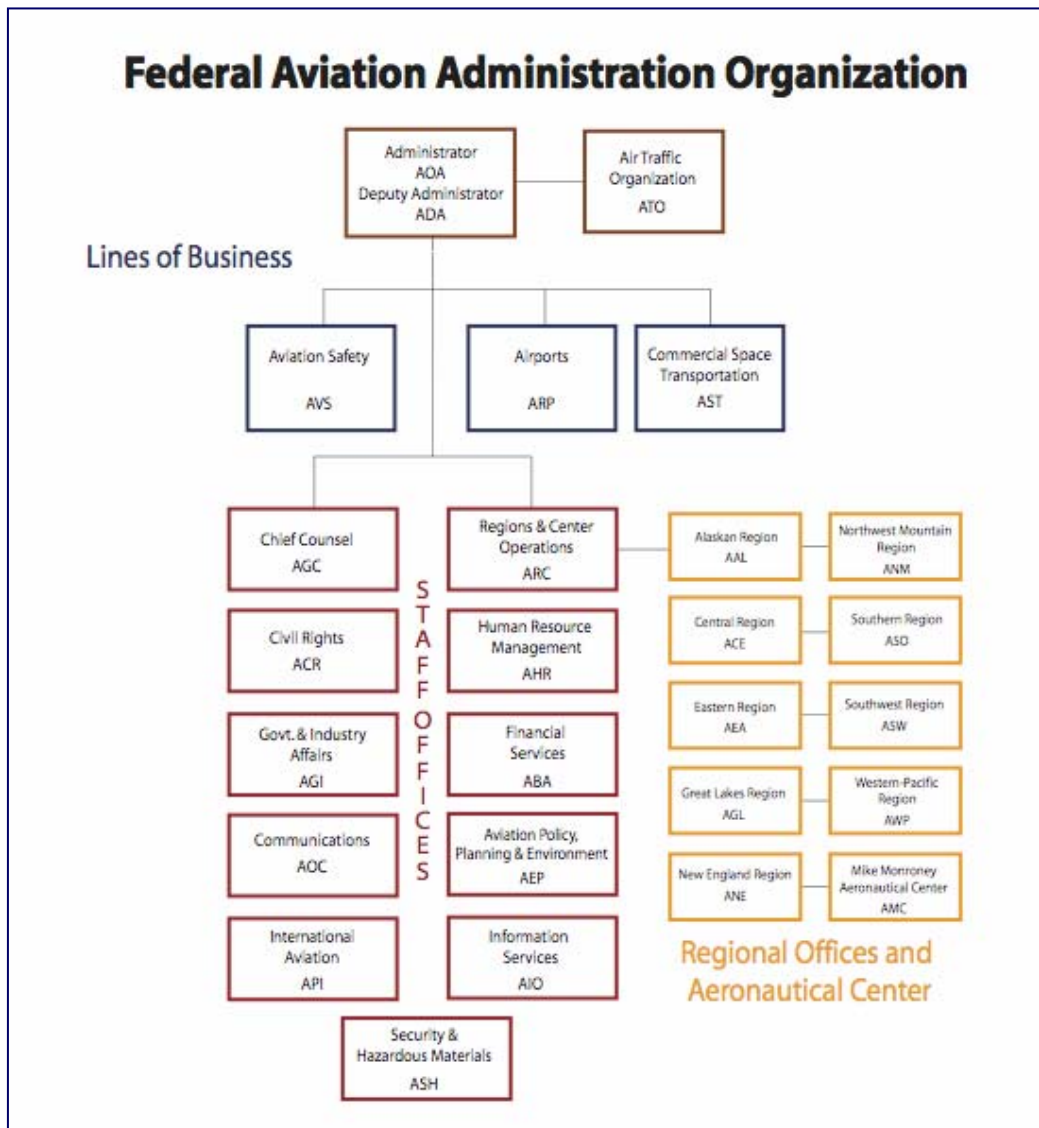 Federal Aviation Administration Organization
Administrator
AOA
Deputy Administrator
ADA
Air Traffic
Organization
ATO
Lines of Business
Aviation Safety
AVS
Airports
ARP
Commercial Space
Transportation
AST
Chief Counsel
AGC
Regions & Center
Operations
ARC
Alaskan Region
AAL
Northwest Mountain
Region
ANM
STAFF OFFICES
Civil Rights
ACR
Human Resource
Management
AHR
Central Region
ACE
Southern Region
ASO
Govt. & Industry
Affairs
AGI
Financial
Services
ABA
Eastern Region
AEA
Southwest Region
ASW
Communications
AOC
Aviation Policy,
Planning & Environment
AEP
Great Lakes Region
AGL
Western-Pacific
Region
AWP
International
Aviation
API
Information
Services
AIO
New England Region
ANE
Mike Monroney
Aeronautical Center
AMC
Regional Offices and
Aeronautical Center
Security &
Hazardous Materials
ASH